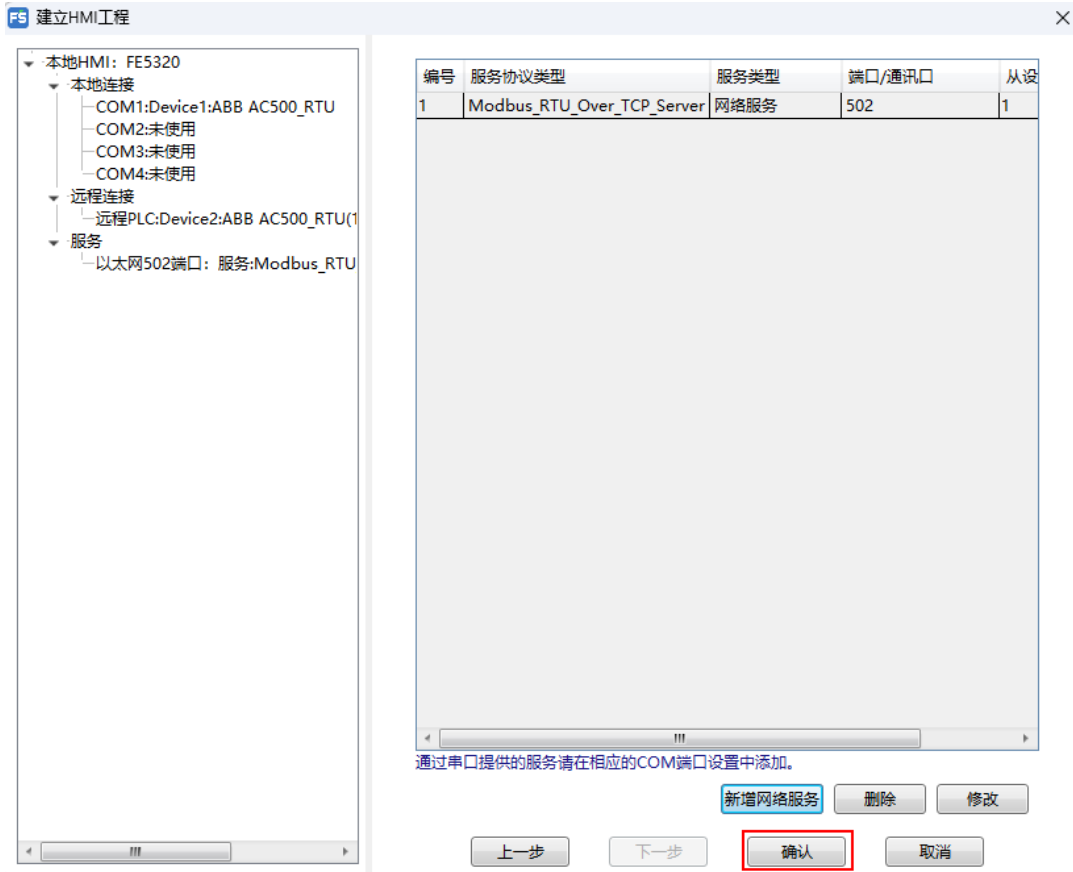 FS 建立HMI工程
本地HMI：FE5320
本地连接
COM1:Device1:ABB AC500_RTU
COM2:未使用
COM3:未使用
COM4:未使用
远程连接
远程PLC:Device2:ABB AC500_RTU(1
服务
以太网502端口：服务:Modbus_RTU
编号 服务协议类型 服务类型 端口/通讯口 从设
1 Modbus_RTU_Over_TCP_Server 网络服务 502 1
通过串口提供的服务请在相应的COM端口设置中添加。
新增网络服务 删除 修改
上一步 下一步 确认 取消